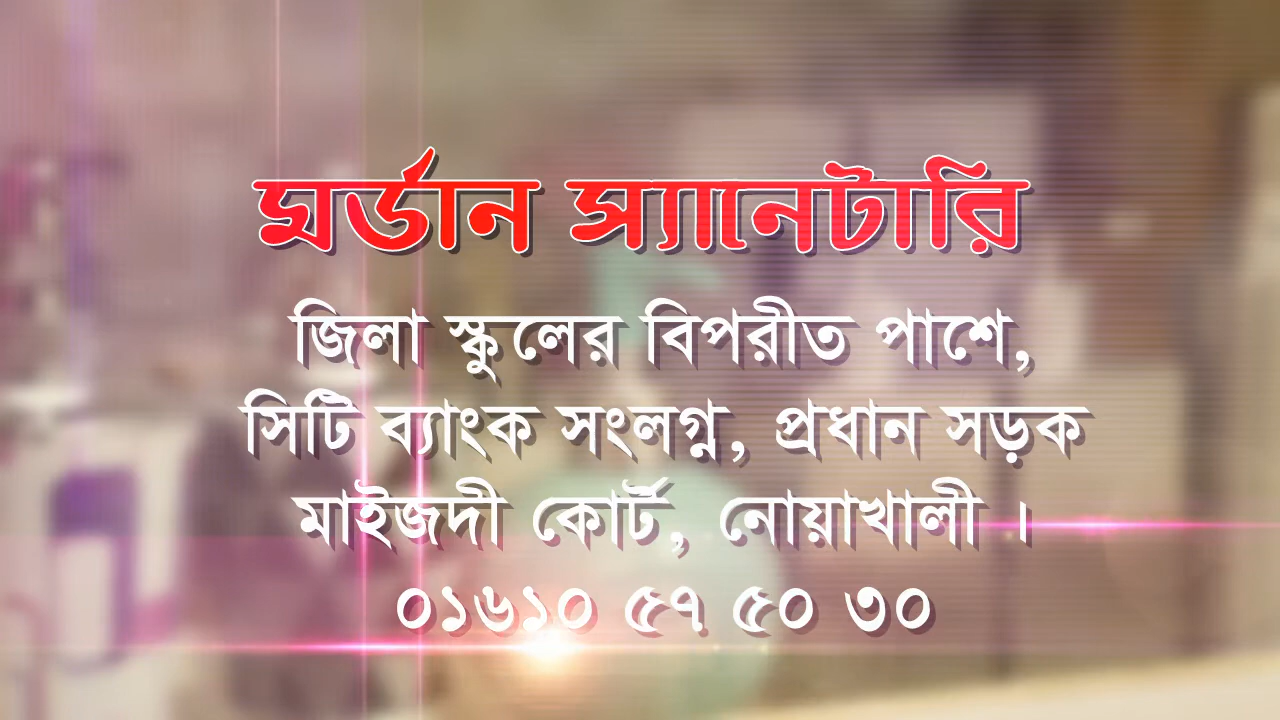 মর্ডান স্যানেটারি
জিলা স্কুলের বিপরীত পাশে,
সিটি ব্যাংক সংলগ্ন, প্রধান সড়ক
মাইজদী কোর্ট, নোয়াখালী ।
০১৬১০ ৫৭ ৫০ ৩০